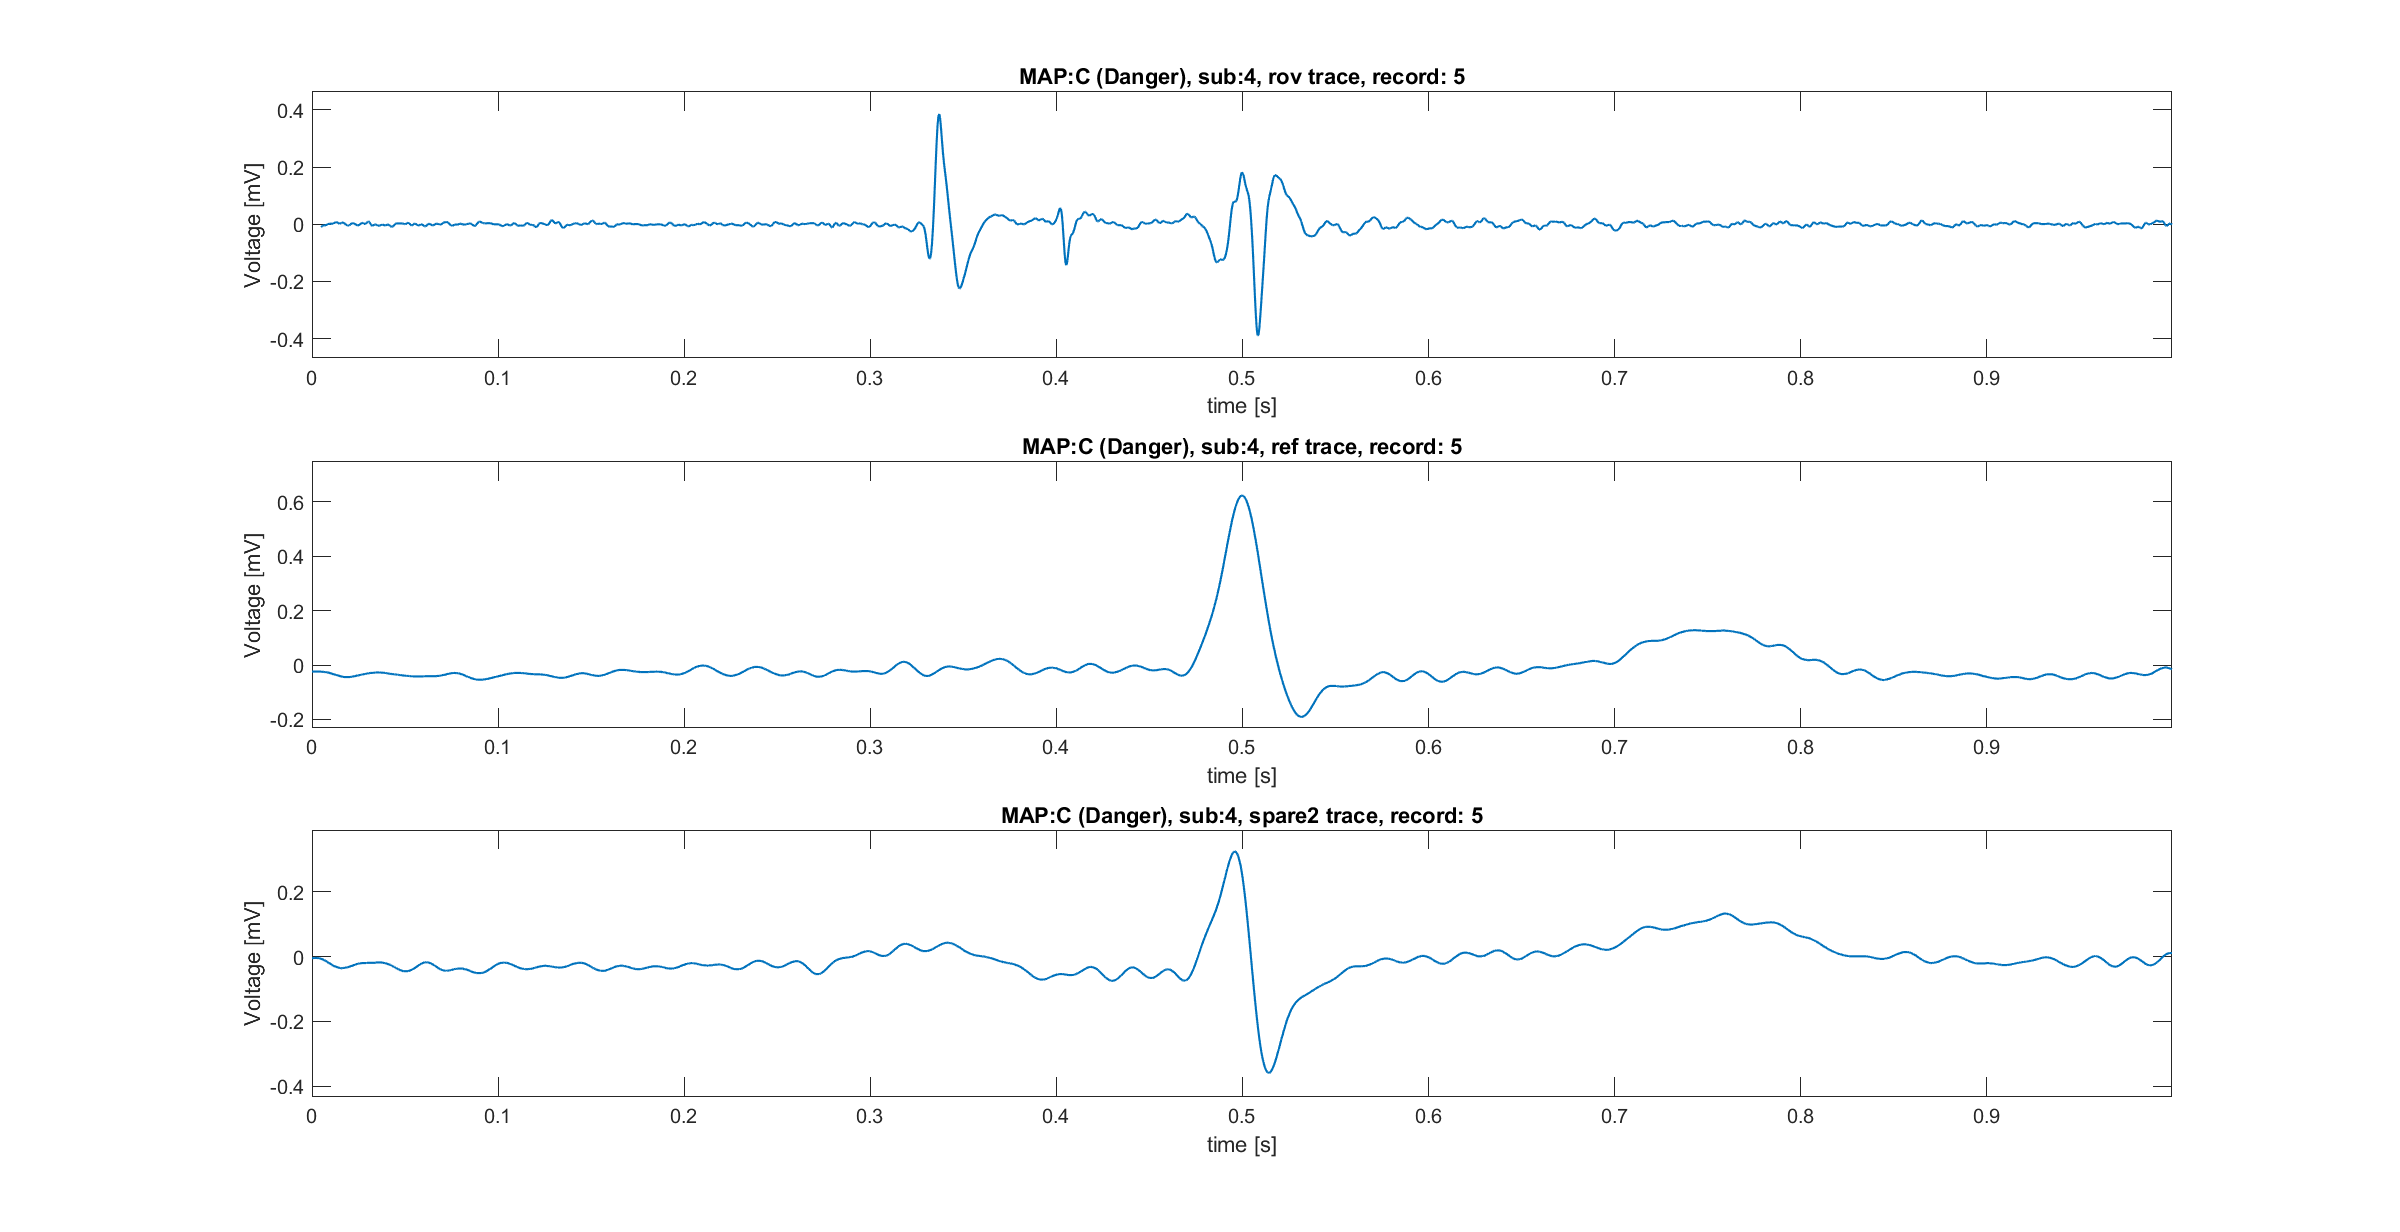 MAP:C (Danger), sub:4, rov trace, record: 5
0.4
0.2
0
-0.2
-0.4
Voltage [mV]
0 0.1 0.2 0.3 0.4 0.5 0.6 0.7 0.8 0.9
time [s]
MAP:C (Danger), sub:4, ref trace, record: 5
0.6
0.4
0.2
0
-0.2
Voltage [mV]
0 0.1 0.2 0.3 0.4 0.5 0.6 0.7 0.8 0.9
time [s]
MAP:C (Danger), sub:4, spare2 trace, record: 5
0.2
0
-0.2
-0.4
Voltage [mV]
0 0.1 0.2 0.3 0.4 0.5 0.6 0.7 0.8 0.9
time [s]